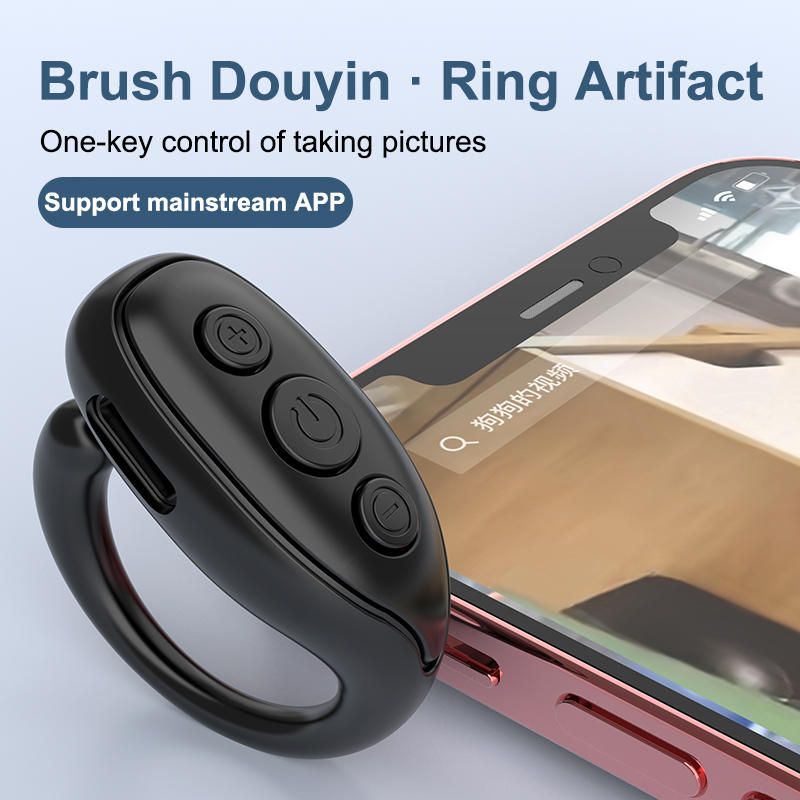 Brush Douyin · Ring Artifact
One-key control of taking pictures
Support mainstream APP
狗狗的视频